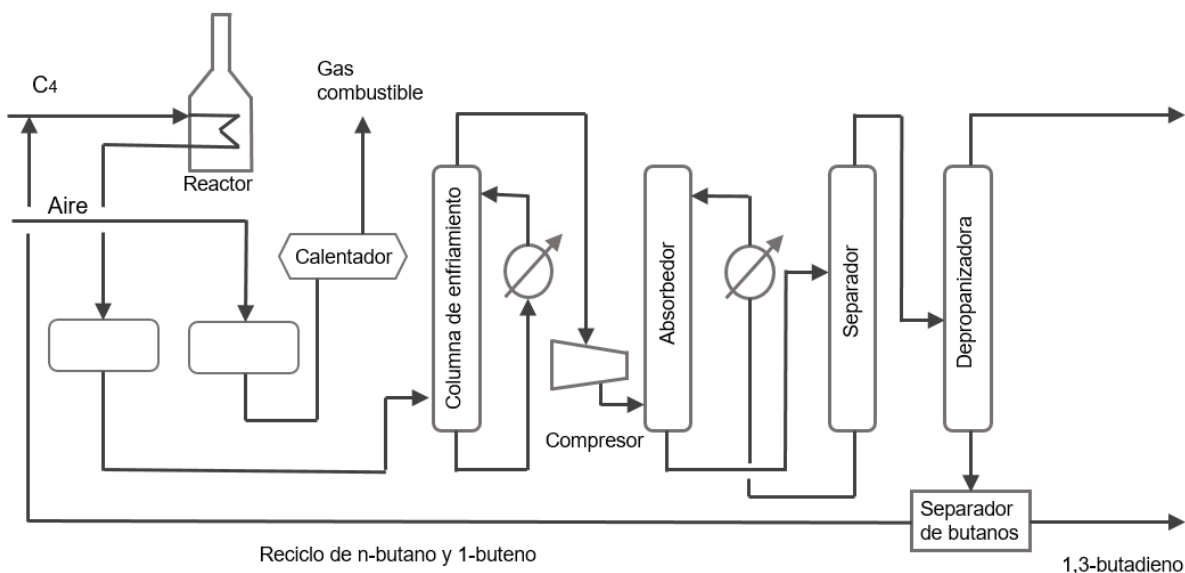 C4
Reactor
Gas
combustible
Aire
Calentador
Columna de enfriamiento
Compresor
Absorbedor
Separador
Depropanizadora
Separador
de butanos
Reciclo de n-butano y 1-buteno
1,3-butadieno